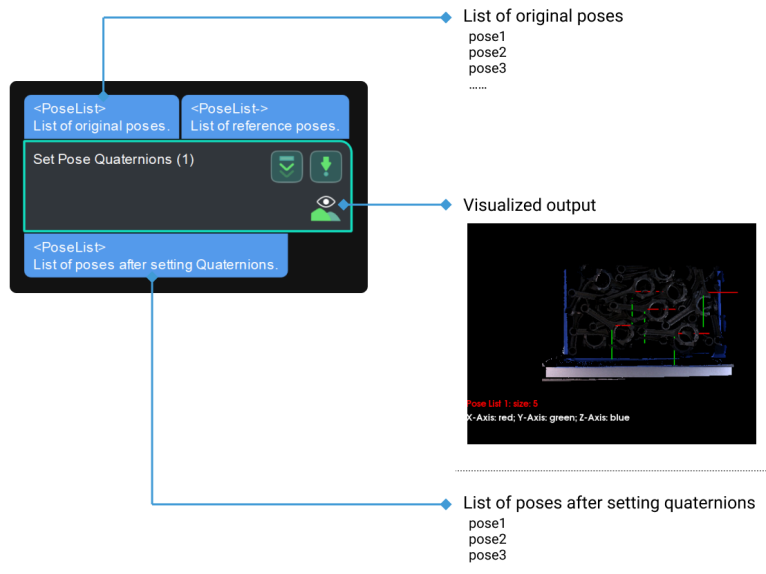 List of original poses
pose1
pose2
pose3
......
<PoseList>
List of original poses.
<PoseList->
List of reference poses.
Set Pose Quaternions (1)
Visualized output
<PoseList>
List of poses after setting Quaternions.
Pose List 1: size: 5
X-Axis: red; Y-Axis: green; Z-Axis: blue
List of poses after setting quaternions
pose1
pose2
pose3